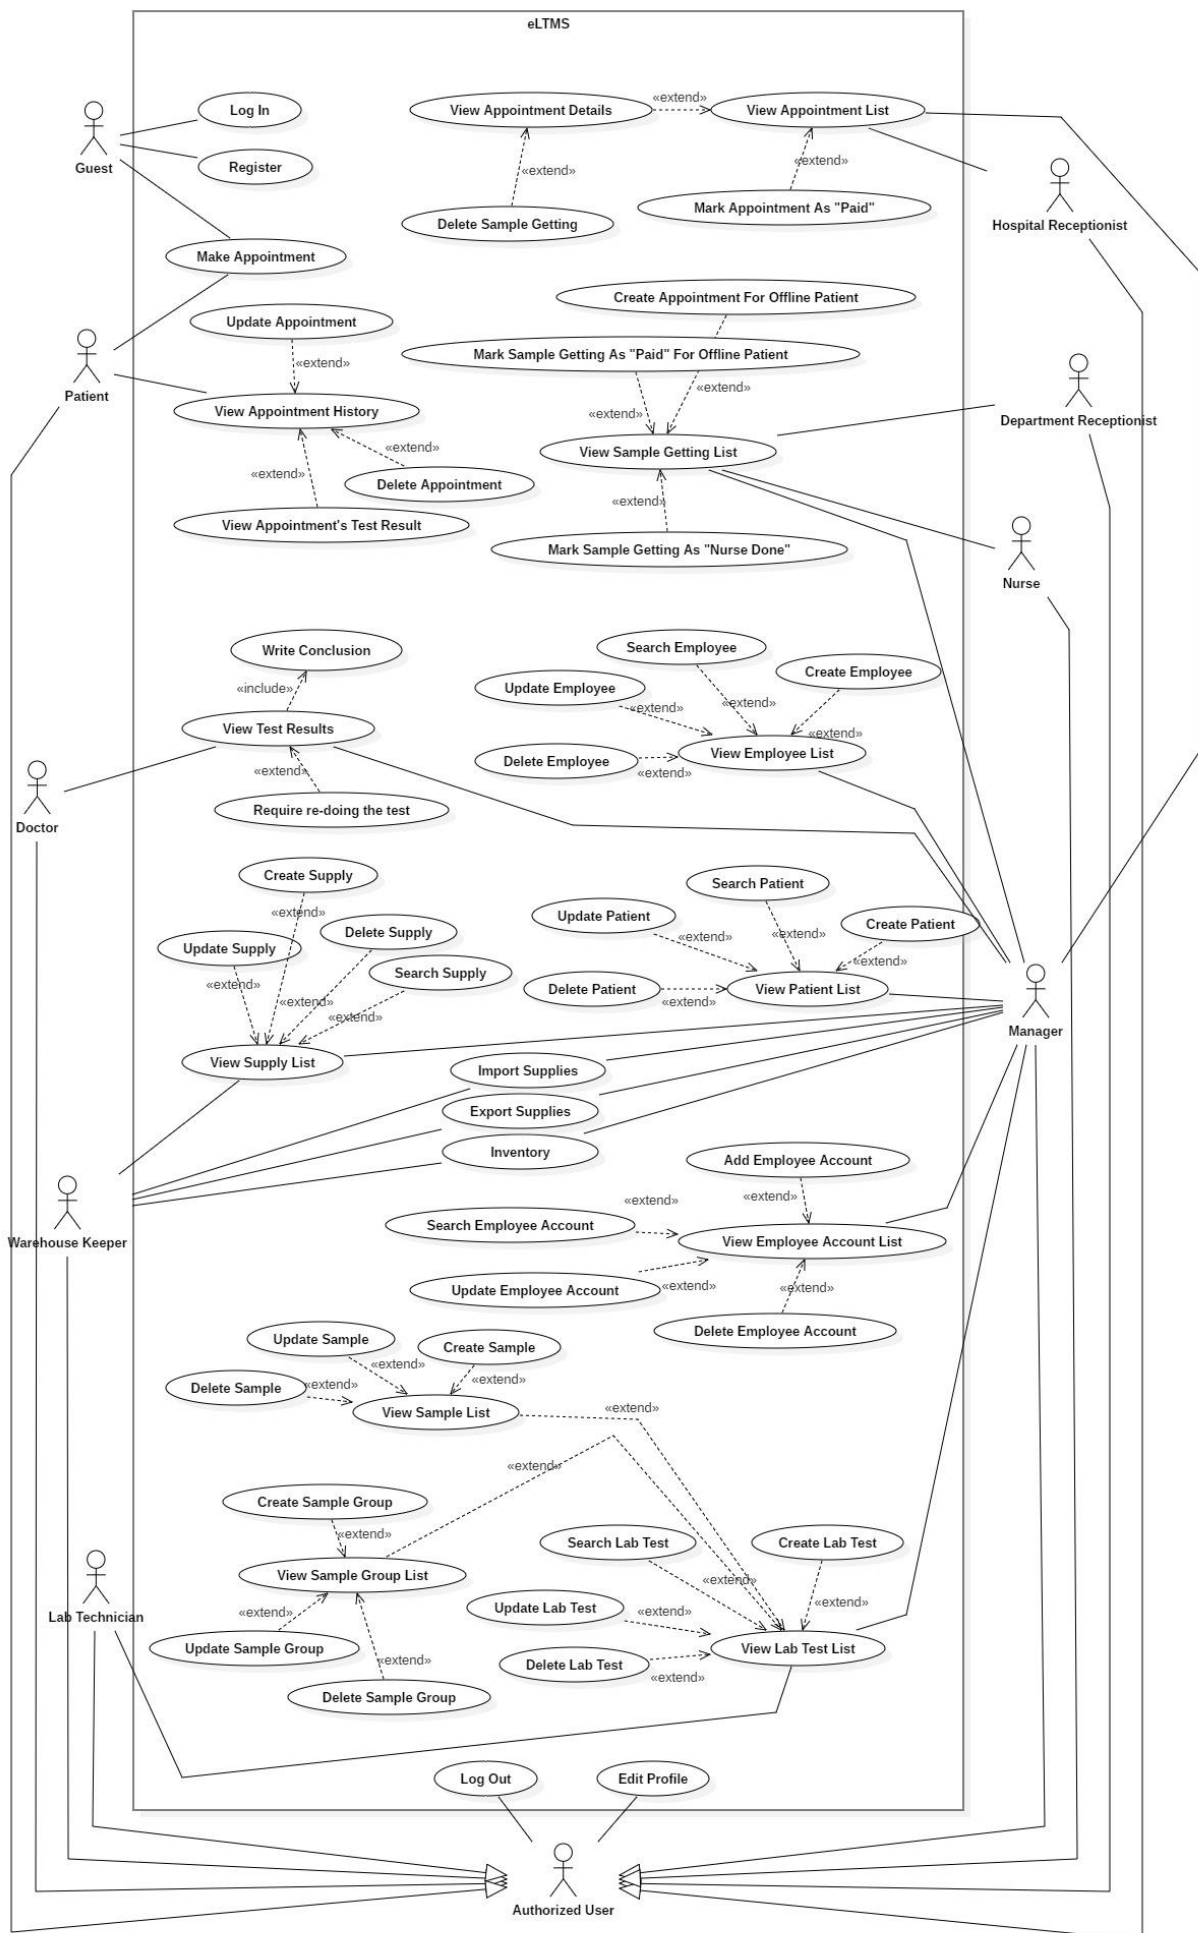 eLTMS
Log In
View Appointment Details
«extend»
View Appointment List
Guest
Register
«extend»
«extend»
Mark Appointment As "Paid"
Delete Sample Getting
Hospital Receptionist
Make Appointment
Create Appointment For Offline Patient
Update Appointment
Mark Sample Getting As "Paid" For Offline Patient
Patient
«extend»
«extend»
«extend»
View Appointment History
Department Receptionist
View Sample Getting List
«extend»
«extend»
Delete Appointment
«extend»
View Appointment's Test Result
Mark Sample Getting As "Nurse Done"
Nurse
Write Conclusion
Search Employee
Create Employee
«include»
Update Employee
«extend»
«extend»
«extend»
View Test Results
View Employee List
Delete Employee
«extend»
«extend»
Require re-doing the test
Doctor
Create Supply
Search Patient
«extend»
Update Patient
Create Patient
Delete Supply
«extend»
«extend»
«extend»
Update Supply
Search Supply
«extend»
Delete Patient
«extend»
View Patient List
«extend»
«extend»
Manager
View Supply List
Import Supplies
Export Supplies
Inventory
Add Employee Account
«extend»
«extend»
Search Employee Account
Warehouse Keeper
View Employee Account List
Update Employee Account
«extend»
«extend»
Delete Employee Account
Update Sample
Create Sample
«extend»
«extend»
Delete Sample
«extend»
View Sample List
«extend»
«extend»
Create Sample Group
«extend»
Search Lab Test
Create Lab Test
View Sample Group List
«extend»
«extend»
Lab Technician
«extend»
Update Lab Test
«extend»
Update Sample Group
View Lab Test List
«extend»
Delete Lab Test
«extend»
Delete Sample Group
Log Out
Edit Profile
Authorized User